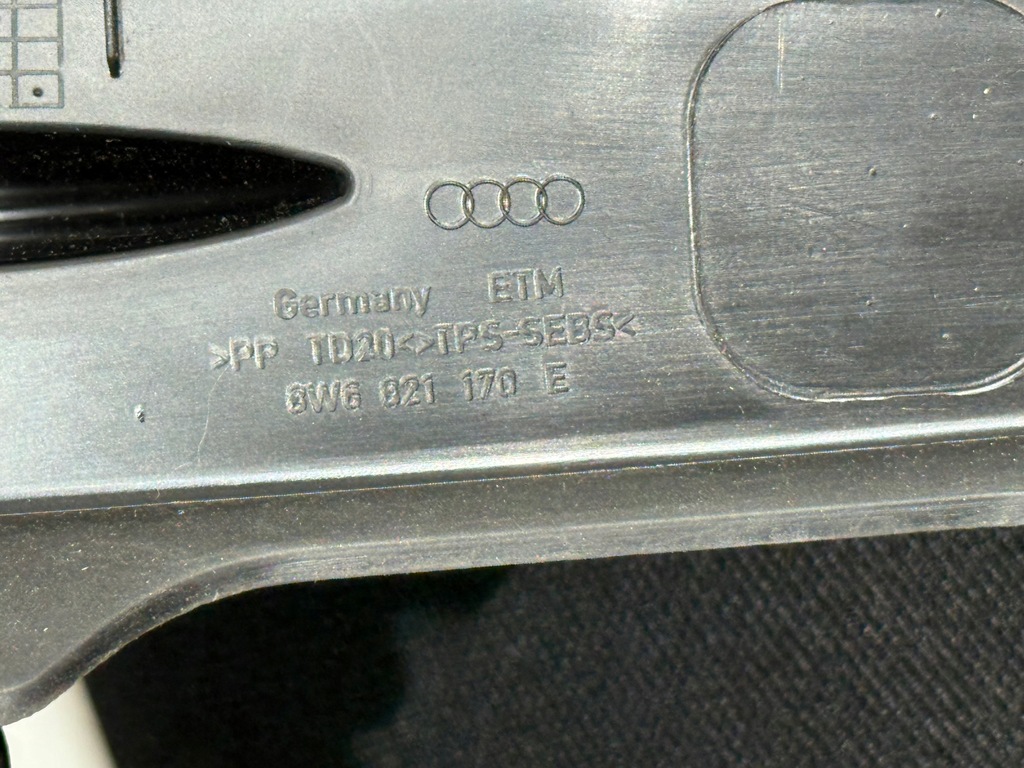 Germany ETM
>PP TD20<>TPS-SEBS<
8W6 821 170 E